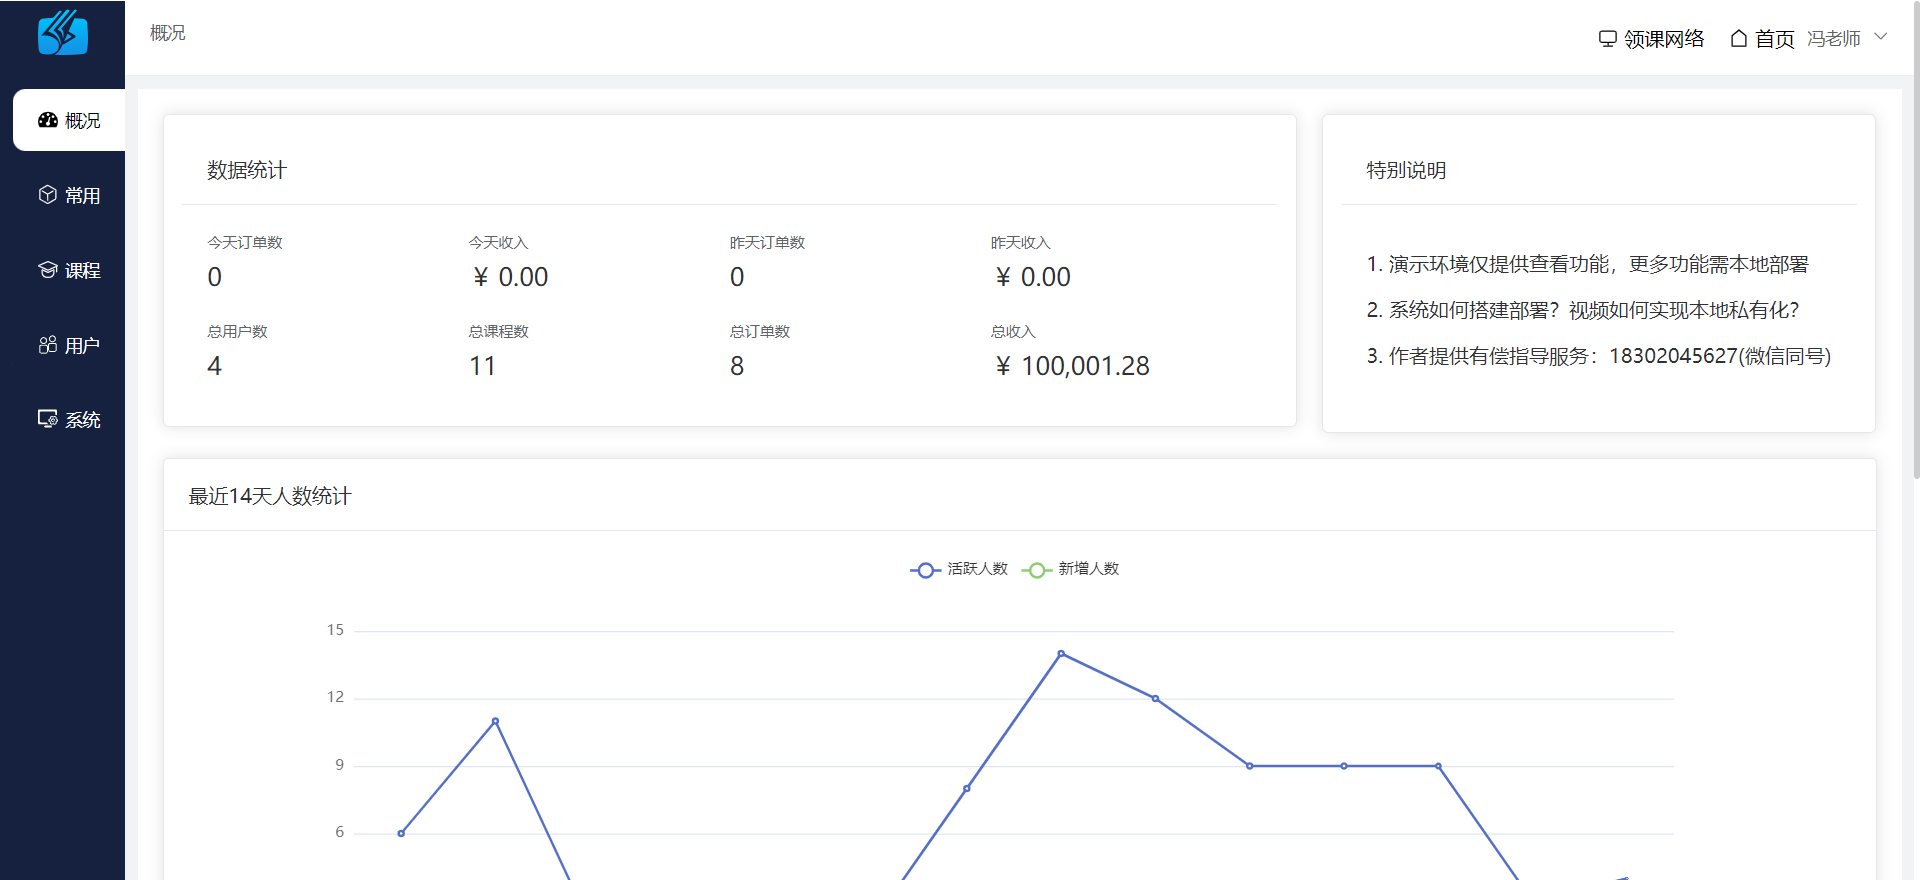 概况
领课网络
首页
冯老师
概况
常用
课程
用户
系统
数据统计
今天订单数 今天收入 昨天订单数 昨天收入
0 ￥ 0.00 0 ￥ 0.00
总用户数 总课程数 总订单数 总收入
4 11 8 ￥ 100,001.28
特别说明
1. 演示环境仅提供查看功能，更多功能需本地部署
2. 系统如何搭建部署？视频如何实现本地私有化？
3. 作者提供有偿指导服务：18302045627(微信同号)
最近14天人数统计
活跃人数 新增人数
15
12
9
6